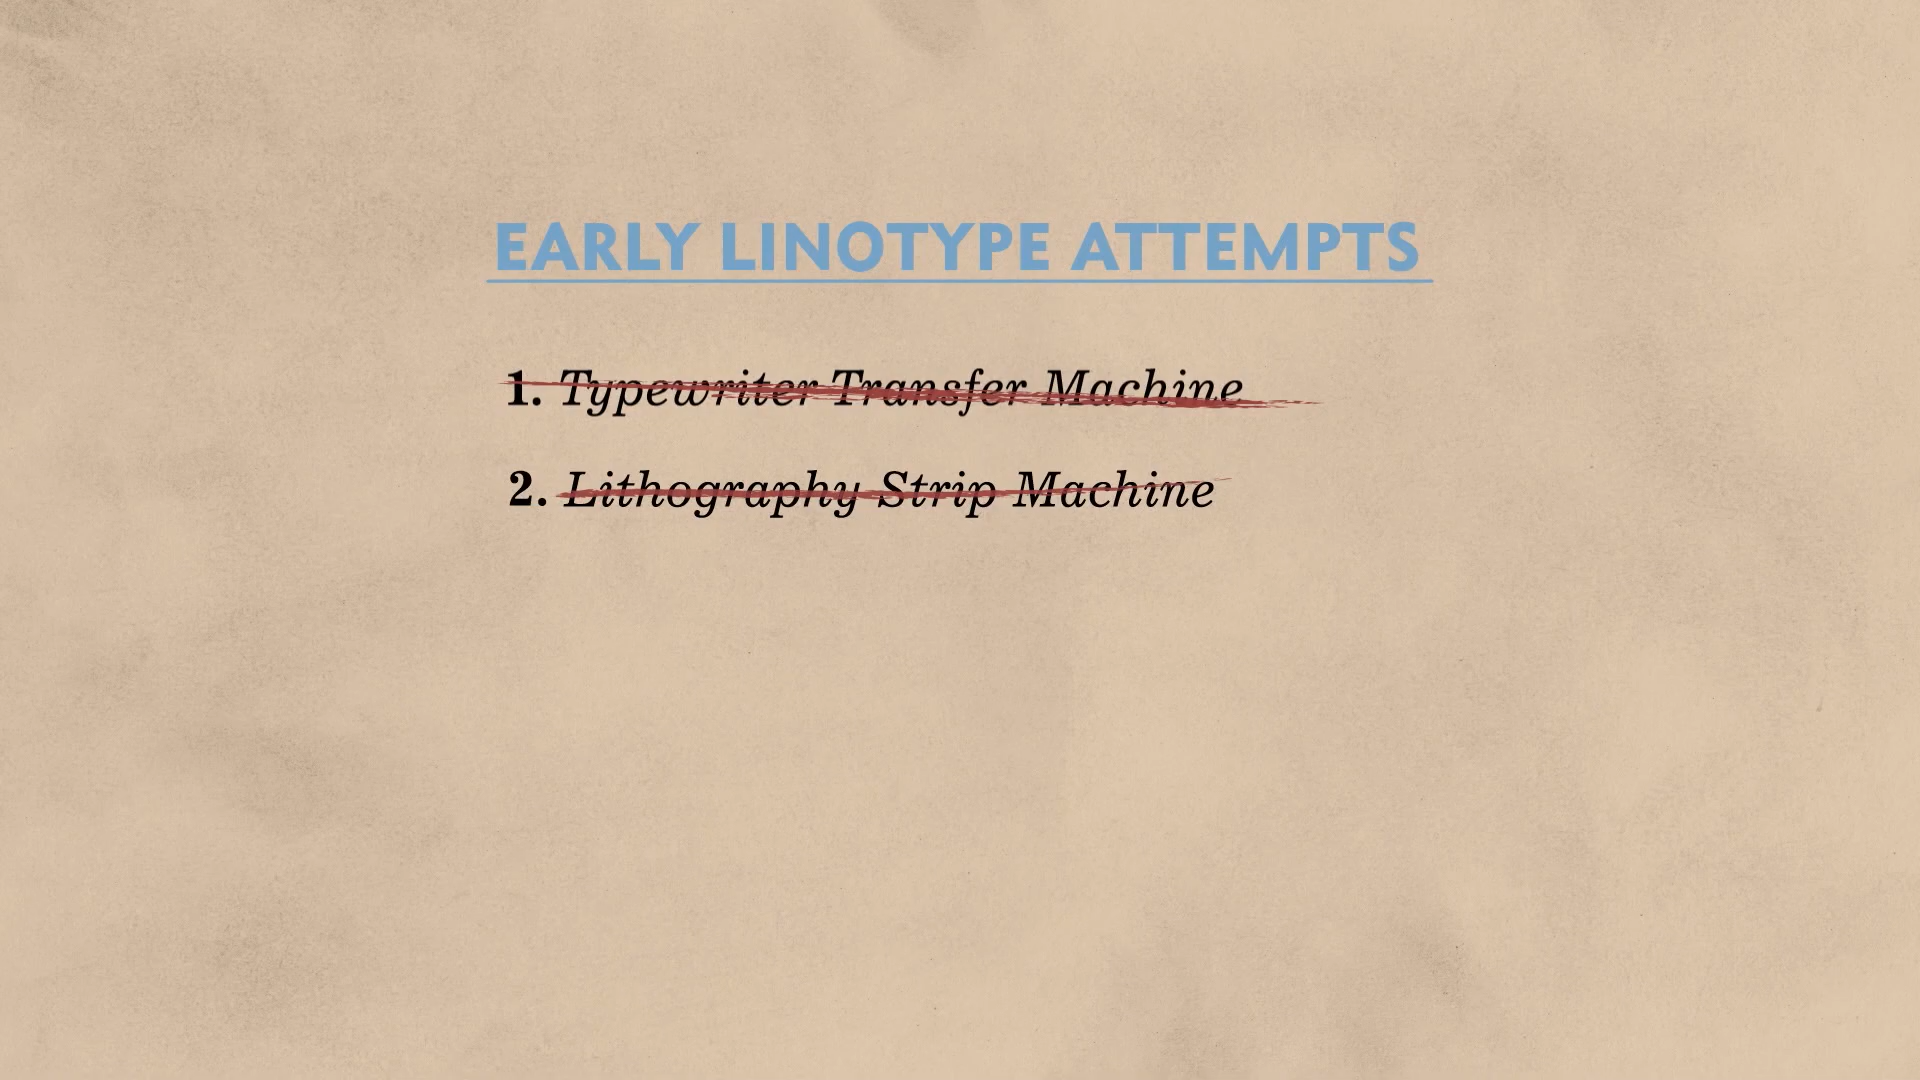 EARLY LINOTYPE ATTEMPTS
1. Typewriter Transfer Machine
2. Lithography Strip Machine